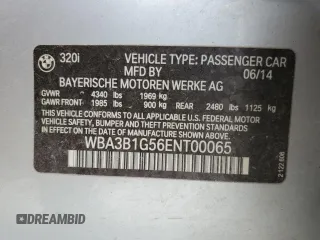 320i
VEHICLE TYPE: PASSENGER CAR
MFD BY 06/14
BAYERISCHE MOTOREN WERKE AG
GVWR 4340 lbs 1969 kg
GAWR FRONT 1985 lbs 900 kg REAR 2480 lbs 1125 kg
THIS VEHICLE CONFORMS TO ALL APPLICABLE
FEDERAL MOTOR VEHICLE SAFETY, BUMPER,
AND THEFT PREVENTION STANDARDS IN EFFECT
ON THE DATE OF MANUFACTURE SHOWN ABOVE.
WBA3B1G56ENT00065
DREAMBID